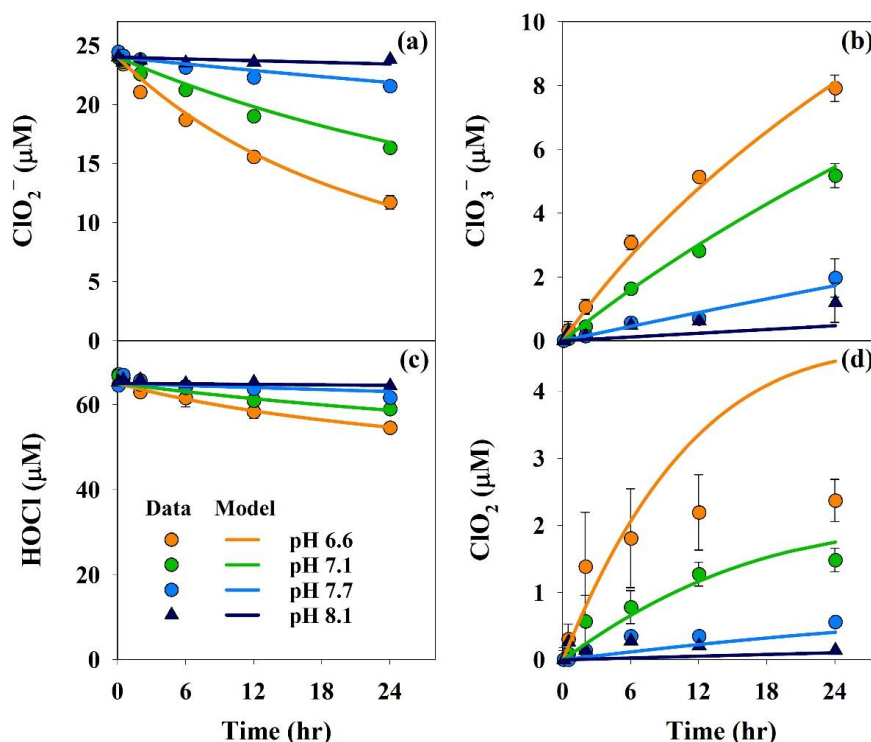 (a)
25
20
15
10
5
0
ClO₂⁻ (µM)
(b)
10
8
6
4
2
0
ClO₃⁻ (µM)
(c)
60
40
20
0
HOCl (µM)
Data Model
pH 6.6
pH 7.1
pH 7.7
pH 8.1
0 6 12 18 24
Time (hr)
(d)
4
3
2
1
0
ClO₂ (µM)
0 6 12 18 24
Time (hr)